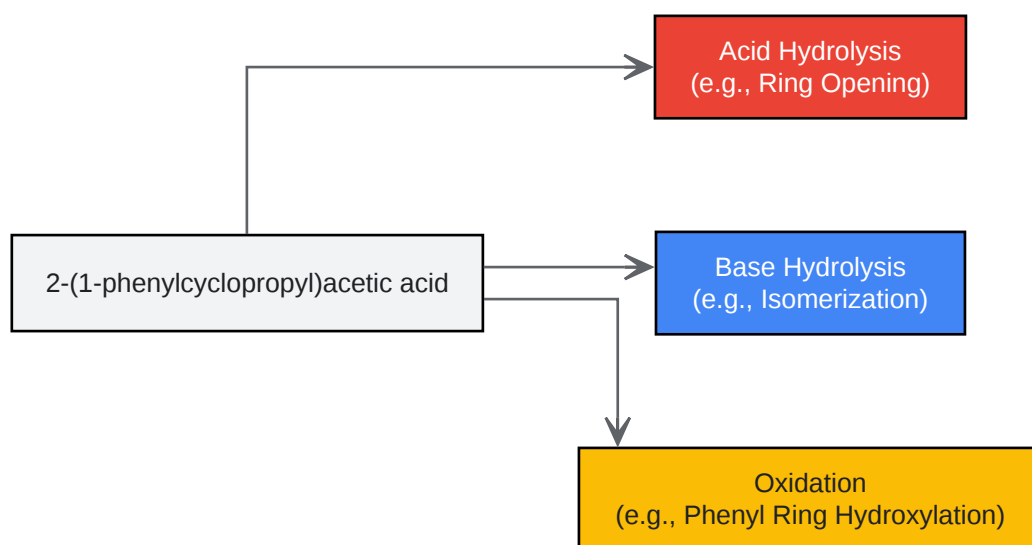 Acid Hydrolysis
(e.g., Ring Opening)
2-(1-phenylcyclopropyl)acetic acid
Base Hydrolysis
(e.g., Isomerization)
Oxidation
(e.g., Phenyl Ring Hydroxylation)